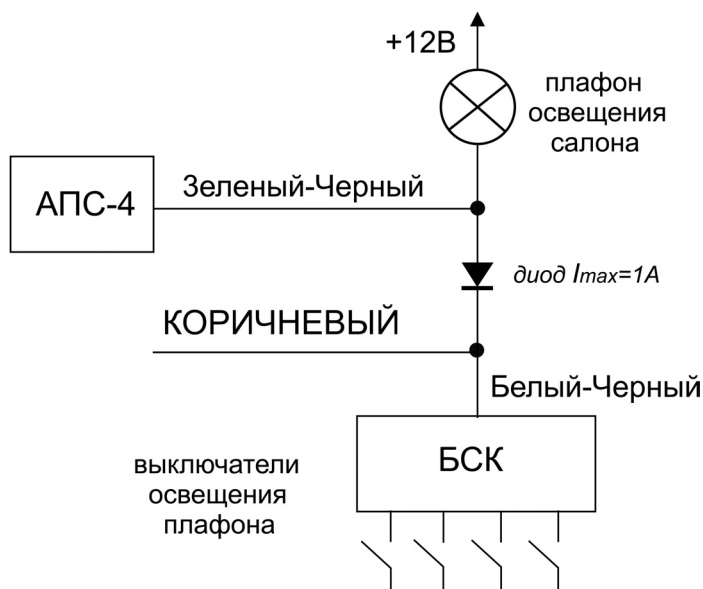 +12В
плафон
освещения
салона
АПС-4
Зеленый-Черный
диод Imax=1A
КОРИЧНЕВЫЙ
Белый-Черный
БСК
выключатели
освещения
плафона